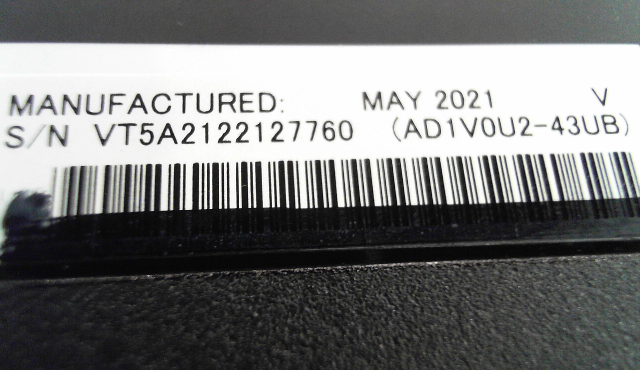 MANUFACTURED: MAY 2021 V
S/N VT5A2122127760 (AD1V0U2-43UB)